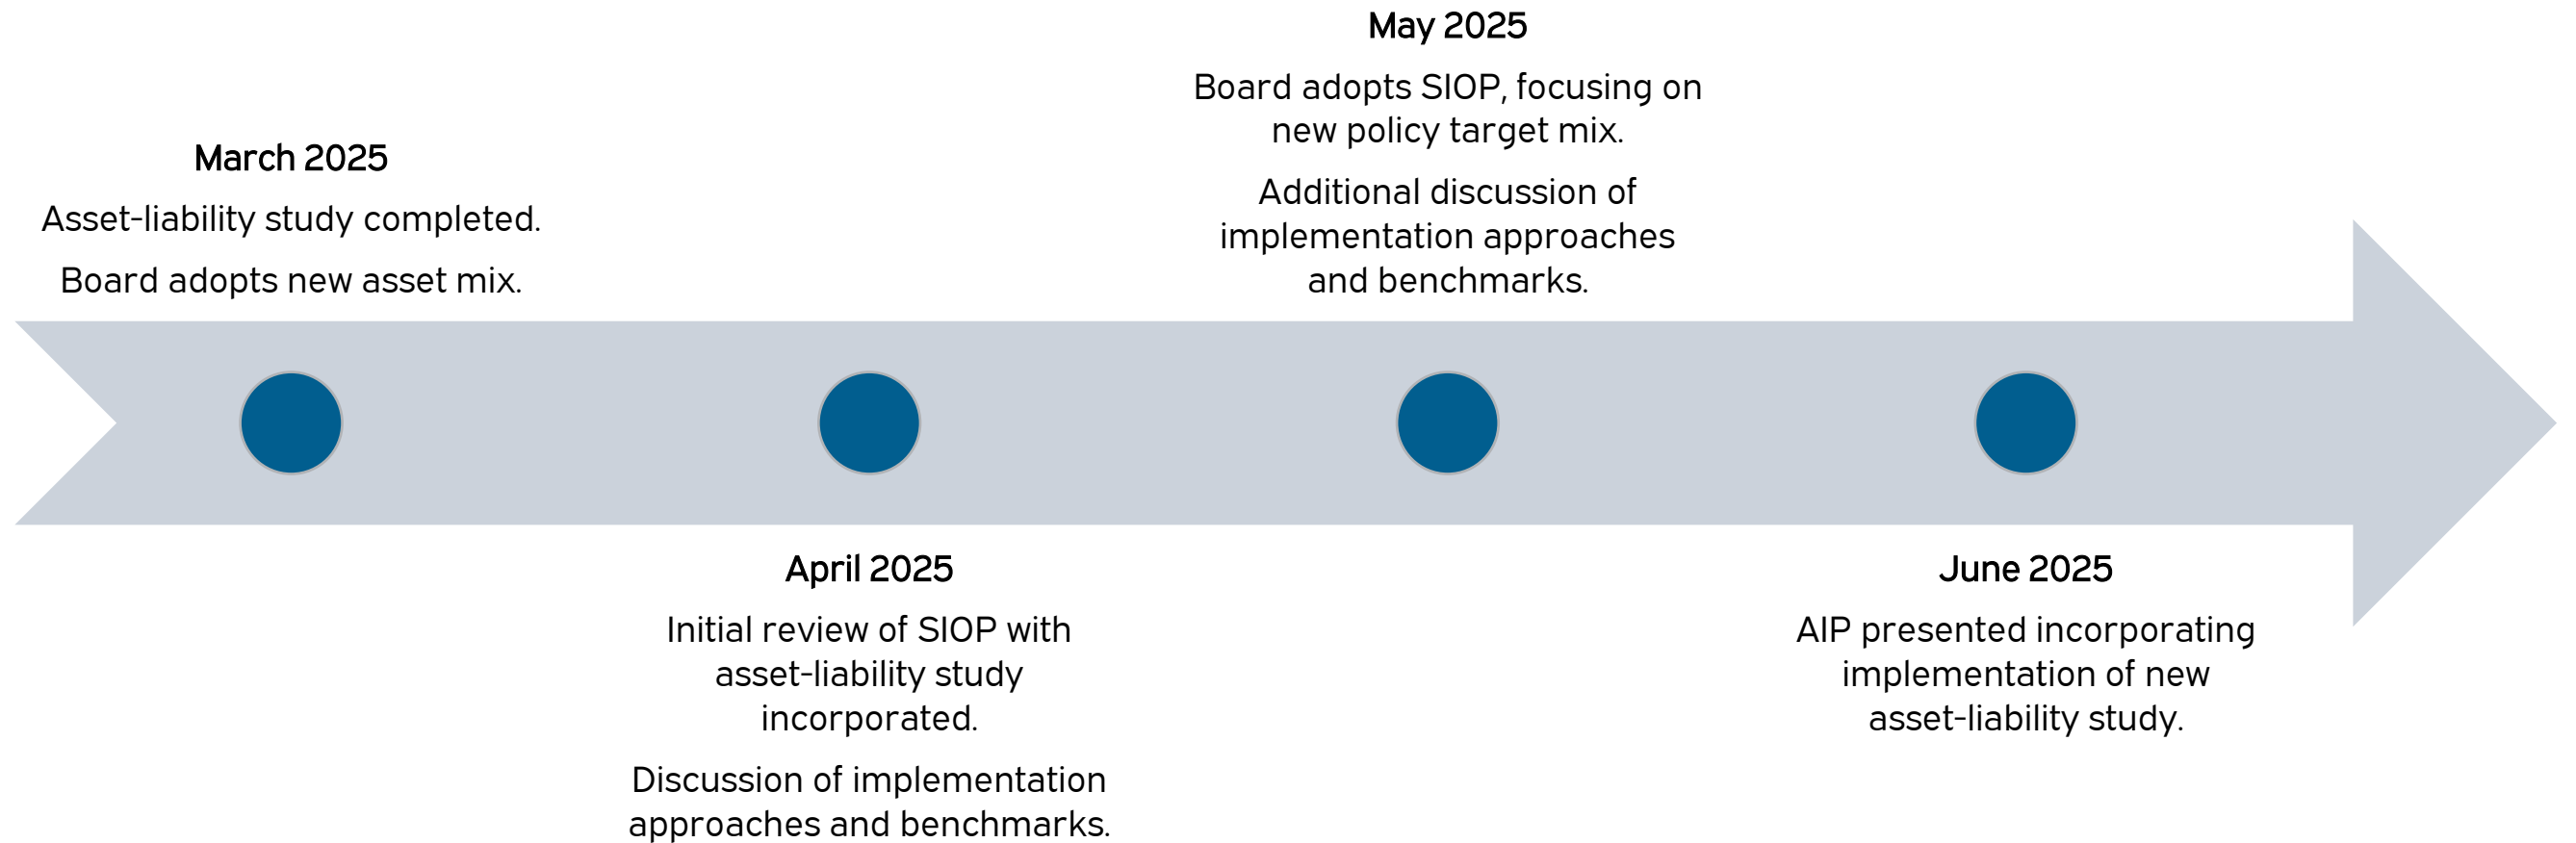 March 2025
Asset-liability study completed.
Board adopts new asset mix.
April 2025
Initial review of SIOP with
asset-liability study
incorporated.
Discussion of implementation
approaches and benchmarks.
May 2025
Board adopts SIOP, focusing on
new policy target mix.
Additional discussion of
implementation approaches
and benchmarks.
June 2025
AIP presented incorporating
implementation of new
asset-liability study.